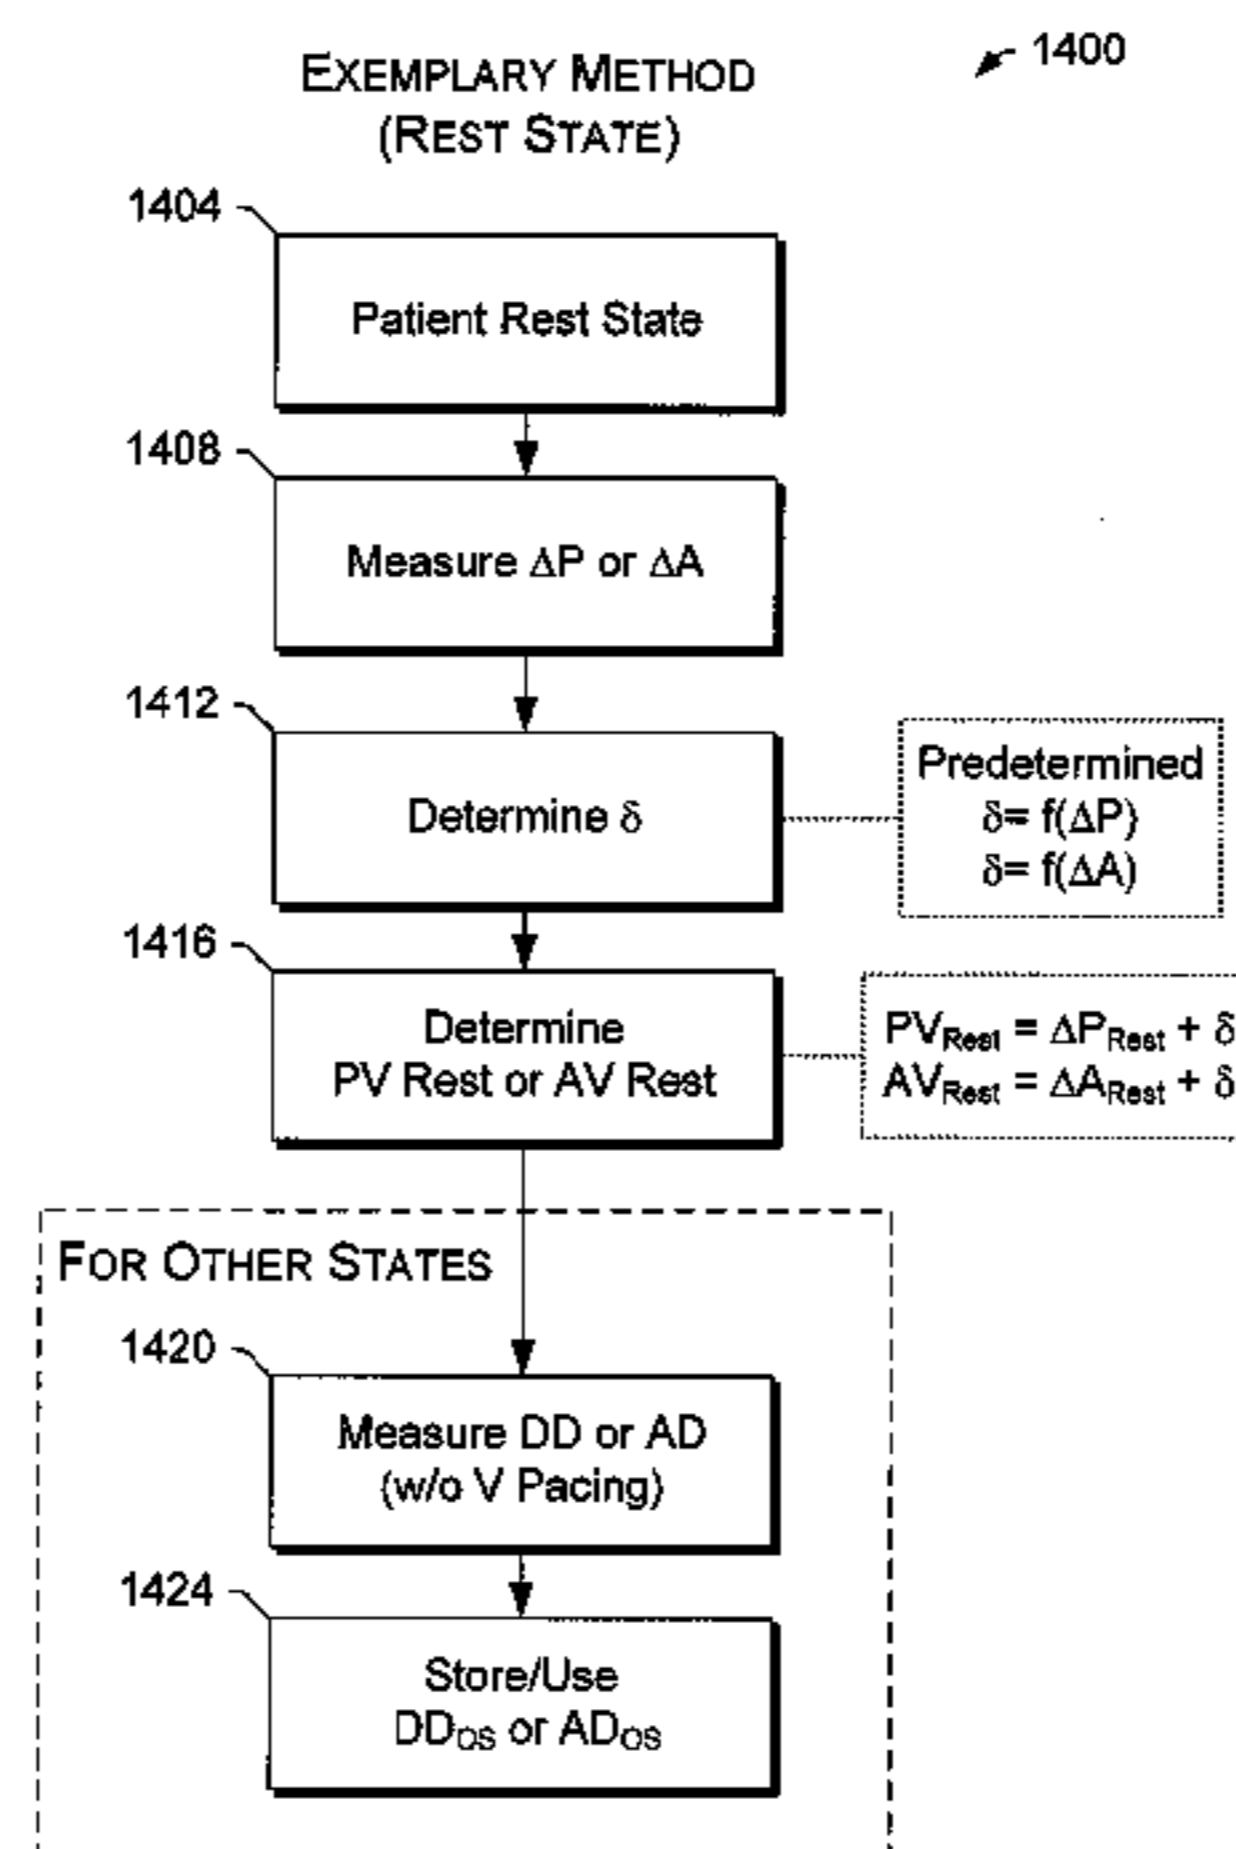 EXEMPLARY METHOD
(REST STATE)
1400
1404
Patient Rest State
1408
Measure ΔP or ΔA
1412
Determine δ
Predetermined
δ= f(ΔP)
δ= f(ΔA)
1416
Determine
PV Rest or AV Rest
PVRest = ΔPRest + δ
AVRest = ΔARest + δ
FOR OTHER STATES
1420
Measure DD or AD
(w/o V Pacing)
1424
Store/Use
DDOS or ADOS